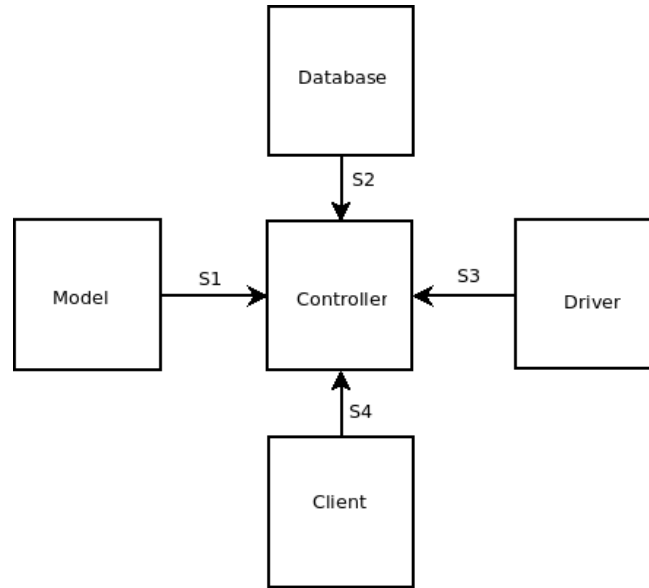 Database
S2
Model
S1
Controller
S3
Driver
S4
Client